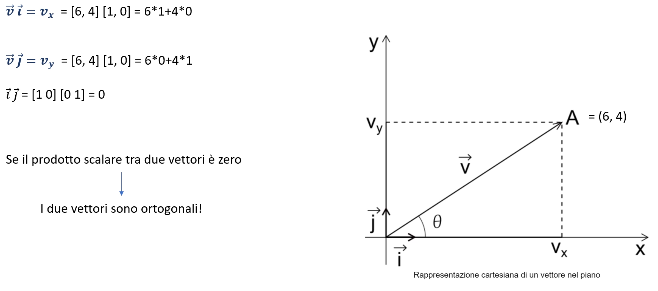 v⃗ i⃗ = vₓ = [6, 4] [1, 0] = 6*1+4*0
v⃗ j⃗ = v_y = [6, 4] [1, 0] = 6*0+4*1
i⃗ j⃗ = [1 0] [0 1] = 0
Se il prodotto scalare tra due vettori è zero
I due vettori sono ortogonali!
y
v_y
A = (6, 4)
v⃗
j⃗
θ
i⃗
vₓ
x
Rappresentazione cartesiana di un vettore nel piano